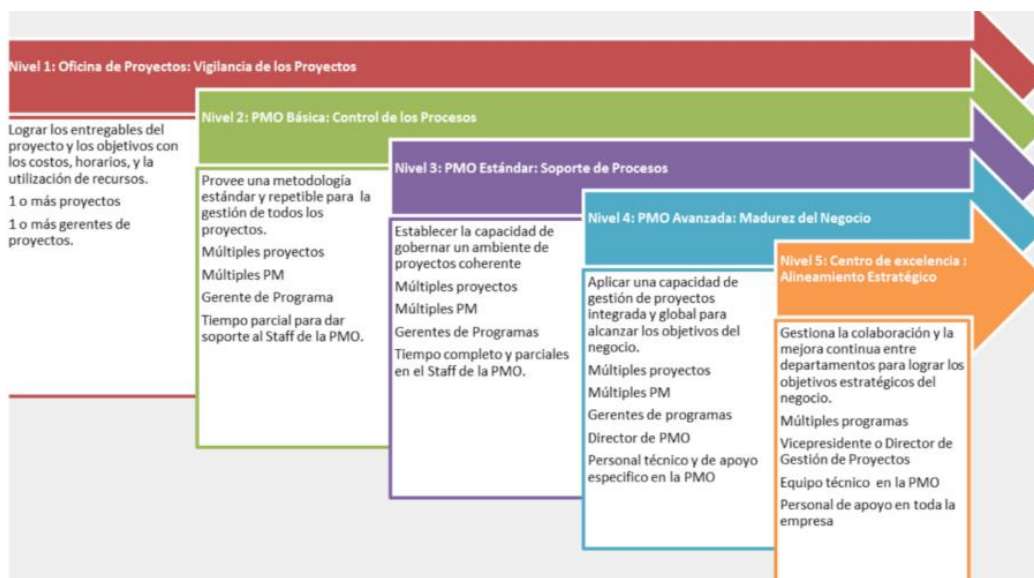 Nivel 1: Oficina de Proyectos: Vigilancia de los Proyectos
Lograr los entregables del
proyecto y los objetivos con
los costos, horarios, y la
utilización de recursos.
1 o más proyectos
1 o más gerentes de
proyectos.
Nivel 2: PMO Básica: Control de los Procesos
Provee una metodología
estándar y repetible para la
gestión de todos los
proyectos.
Múltiples proyectos
Múltiples PM
Gerente de Programa
Tiempo parcial para dar
soporte al Staff de la PMO.
Nivel 3: PMO Estándar: Soporte de Procesos
Establecer la capacidad de
gobernar un ambiente de
proyectos coherente
Múltiples proyectos
Múltiples PM
Gerentes de Programas
Tiempo completo y parciales
en el Staff de la PMO.
Nivel 4: PMO Avanzada: Madurez del Negocio
Aplicar una capacidad de
gestión de proyectos
integrada y global para
alcanzar los objetivos del
negocio.
Múltiples proyectos
Múltiples PM
Gerentes de programas
Director de PMO
Personal técnico y de apoyo
especifico en la PMO
Nivel 5: Centro de excelencia :
Alineamiento Estratégico
Gestiona la colaboración y la
mejora continua entre
departamentos para lograr los
objetivos estratégicos del
negocio.
Múltiples programas
Vicepresidente o Director de
Gestión de Proyectos
Equipo técnico en la PMO
Personal de apoyo en toda la
empresa